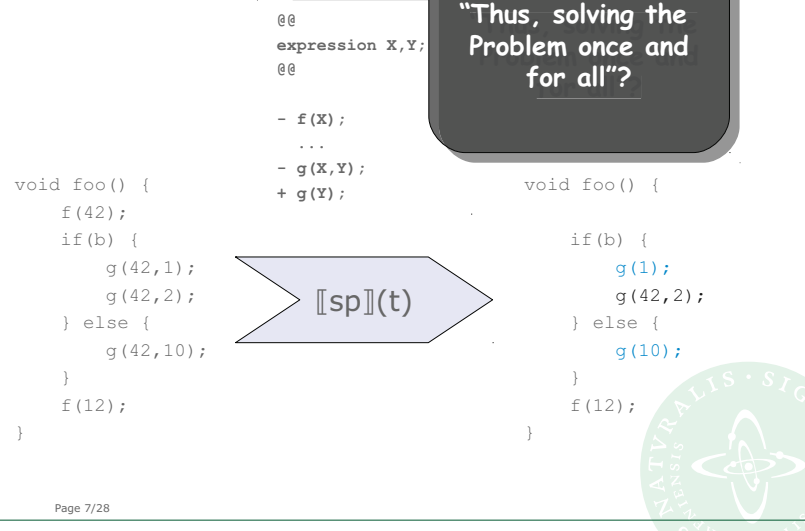 “Thus, solving the
Problem once and
for all”?
@@
expression X,Y;
@@
- f(X);
...
- g(X,Y);
+ g(Y);
void foo() {
f(42);
if(b) {
g(42,1);
g(42,2);
} else {
g(42,10);
}
f(12);
}
⟦sp⟧(t)
void foo() {
if(b) {
g(1);
g(42,2);
} else {
g(10);
}
f(12);
}
Page 7/28